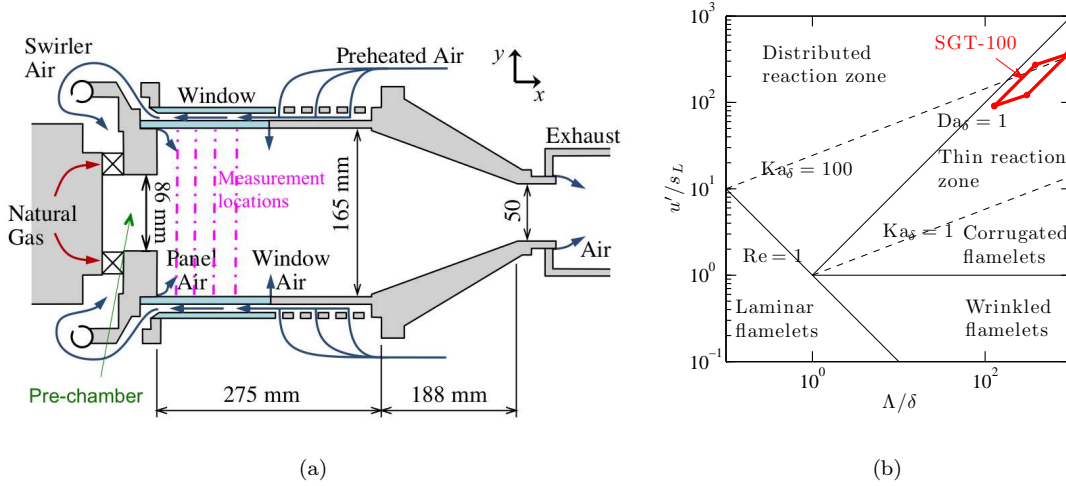 Swirler
Air
Preheated Air
y
x
Window
Exhaust
Measurement
locations
86 mm
165 mm
50
Natural
Gas
Panel
Air
Window
Air
Air
Pre-chamber
275 mm
188 mm
(a)
10^3
10^2
10^1
10^0
10^-1
u′/s_L
Distributed
reaction zone
SGT-100
Da_δ = 1
Ka_δ = 100
Thin reaction
zone
Ka_δ = 1
Corrugated
flamelets
Re = 1
Laminar
flamelets
Wrinkled
flamelets
10^0
10^2
Λ/δ
(b)